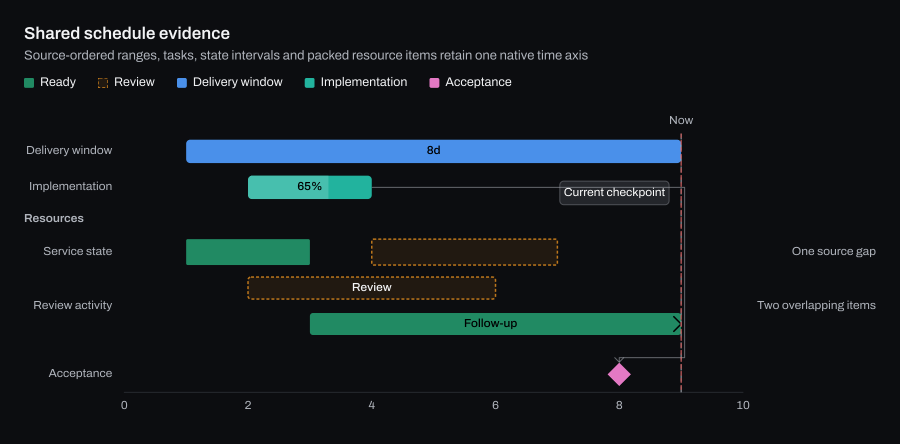 Shared schedule evidence
Source-ordered ranges, tasks, state intervals and packed resource items retain one native time axis
Ready Review Delivery window Implementation Acceptance
Now
Delivery window 8d
Implementation 65% Current checkpoint
Resources
Service state One source gap
Review
Review activity Two overlapping items
Follow-up
Acceptance
0 2 4 6 8 10